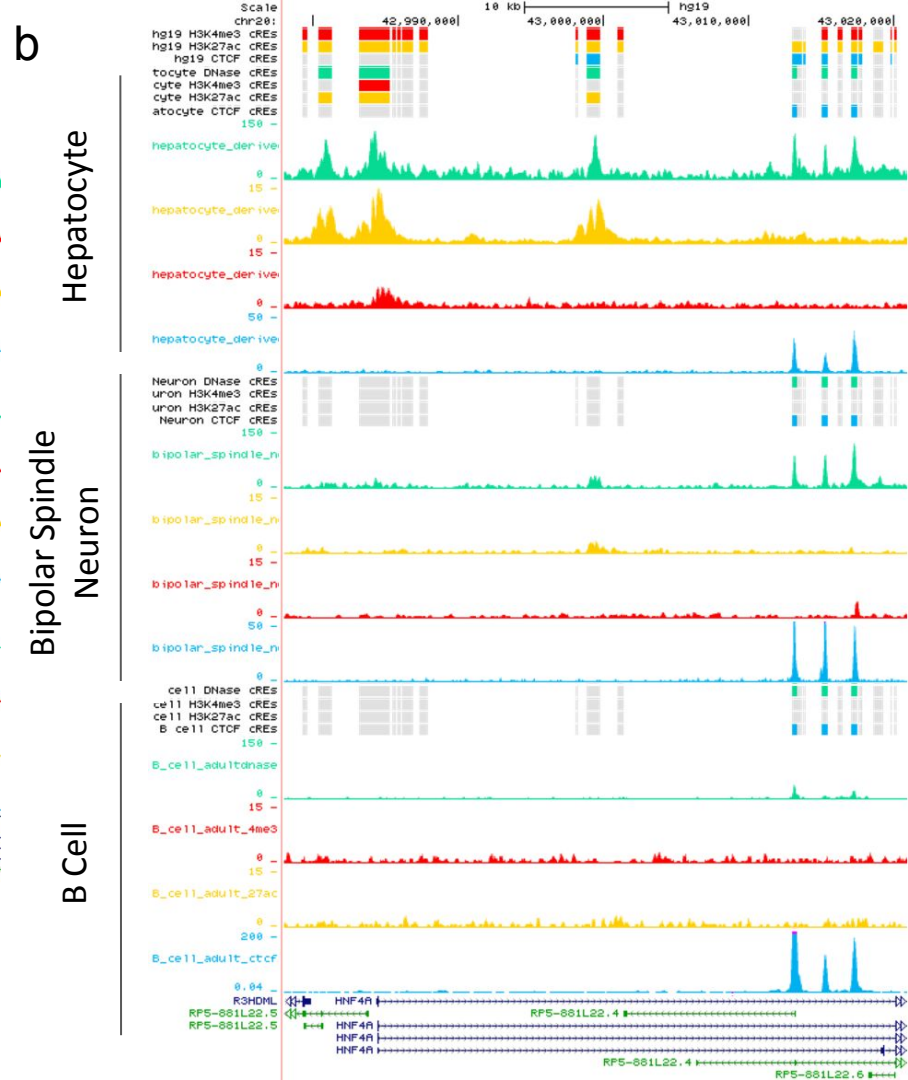 b
Scale 10 kb hg19
chr20: 42,990,000 43,000,000 43,010,000 43,020,000
hg19 H3K4me3 cREs
hg19 H3K27ac cREs
hg19 CTCF cREs
tocyte DNase cREs
cyte H3K4me3 cREs
cyte H3K27ac cREs
atocyte CTCF cREs
Hepatocyte
150
hepatocyte_derive
0
15
hepatocyte_derive
0
15
hepatocyte_derive
0
50
hepatocyte_derive
0
Neuron DNase cREs
uron H3K4me3 cREs
uron H3K27ac cREs
Neuron CTCF cREs
Bipolar Spindle
Neuron
150
bipolar_spindle_n
0
15
bipolar_spindle_n
0
15
bipolar_spindle_n
0
50
bipolar_spindle_n
0
cell DNase cREs
cell H3K4me3 cREs
cell H3K27ac cREs
B cell CTCF cREs
B Cell
150
B_cell_adultdnase
0
15
B_cell_adult_4me3
0
15
B_cell_adult_27ac
0
200
B_cell_adult_ctcf
0.04
R3HDML HNF4A
RP5-881L22.5 RP5-881L22.4
RP5-881L22.5 HNF4A
HNF4A
HNF4A
RP5-881L22.4
RP5-881L22.6